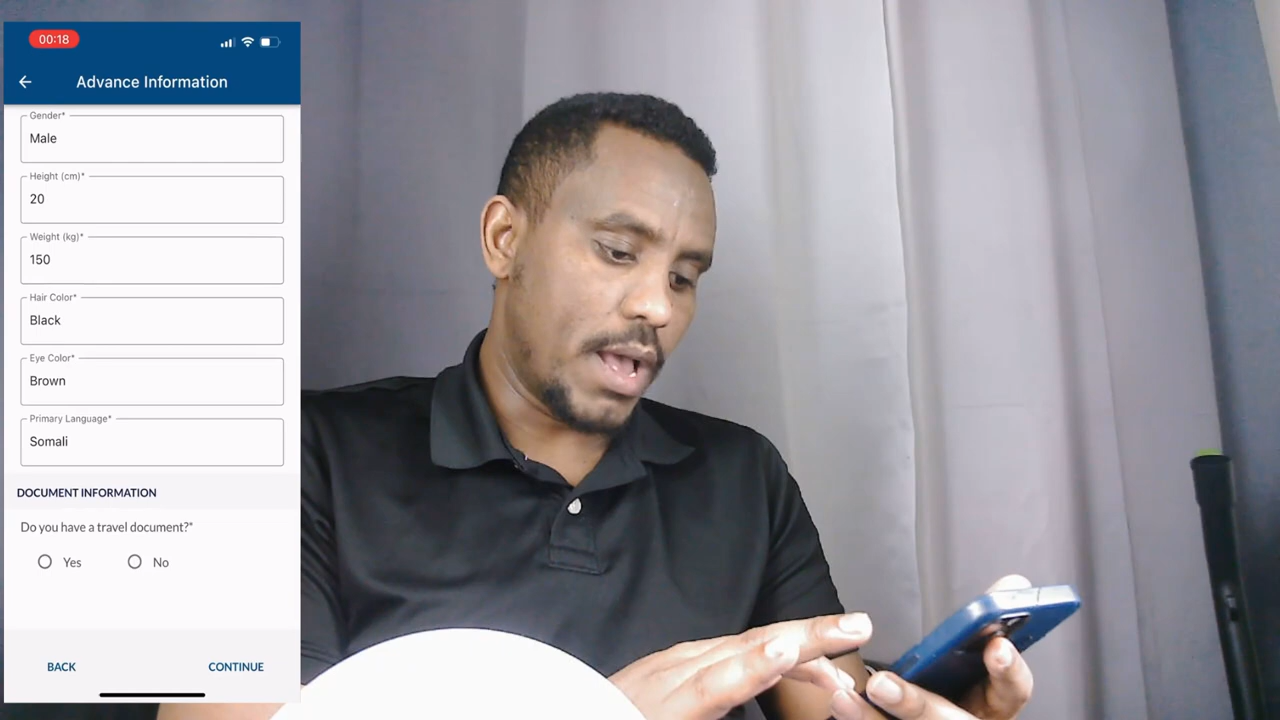 00:18
Advance Information
Gender*
Male
Height (cm)*
20
Weight (kg)*
150
Hair Color*
Black
Eye Color*
Brown
Primary Language*
Somali
DOCUMENT INFORMATION
Do you have a travel document?*
Yes No
BACK CONTINUE